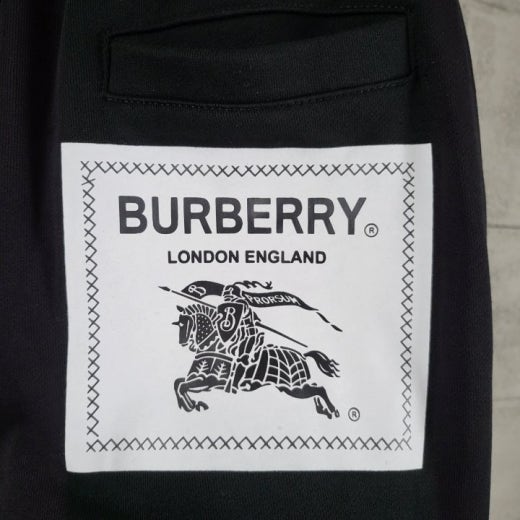 BURBERRY®
LONDON ENGLAND
B PRORSUM
B
®